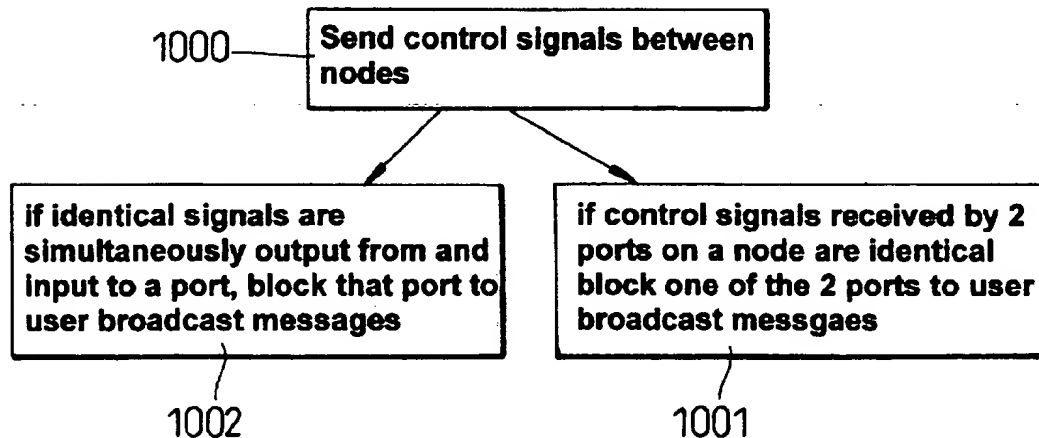 1000
Send control signals between
nodes
if identical signals are
simultaneously output from and
input to a port, block that port to
user broadcast messages
if control signals received by 2
ports on a node are identical
block one of the 2 ports to user
broadcast messgaes
1002
1001